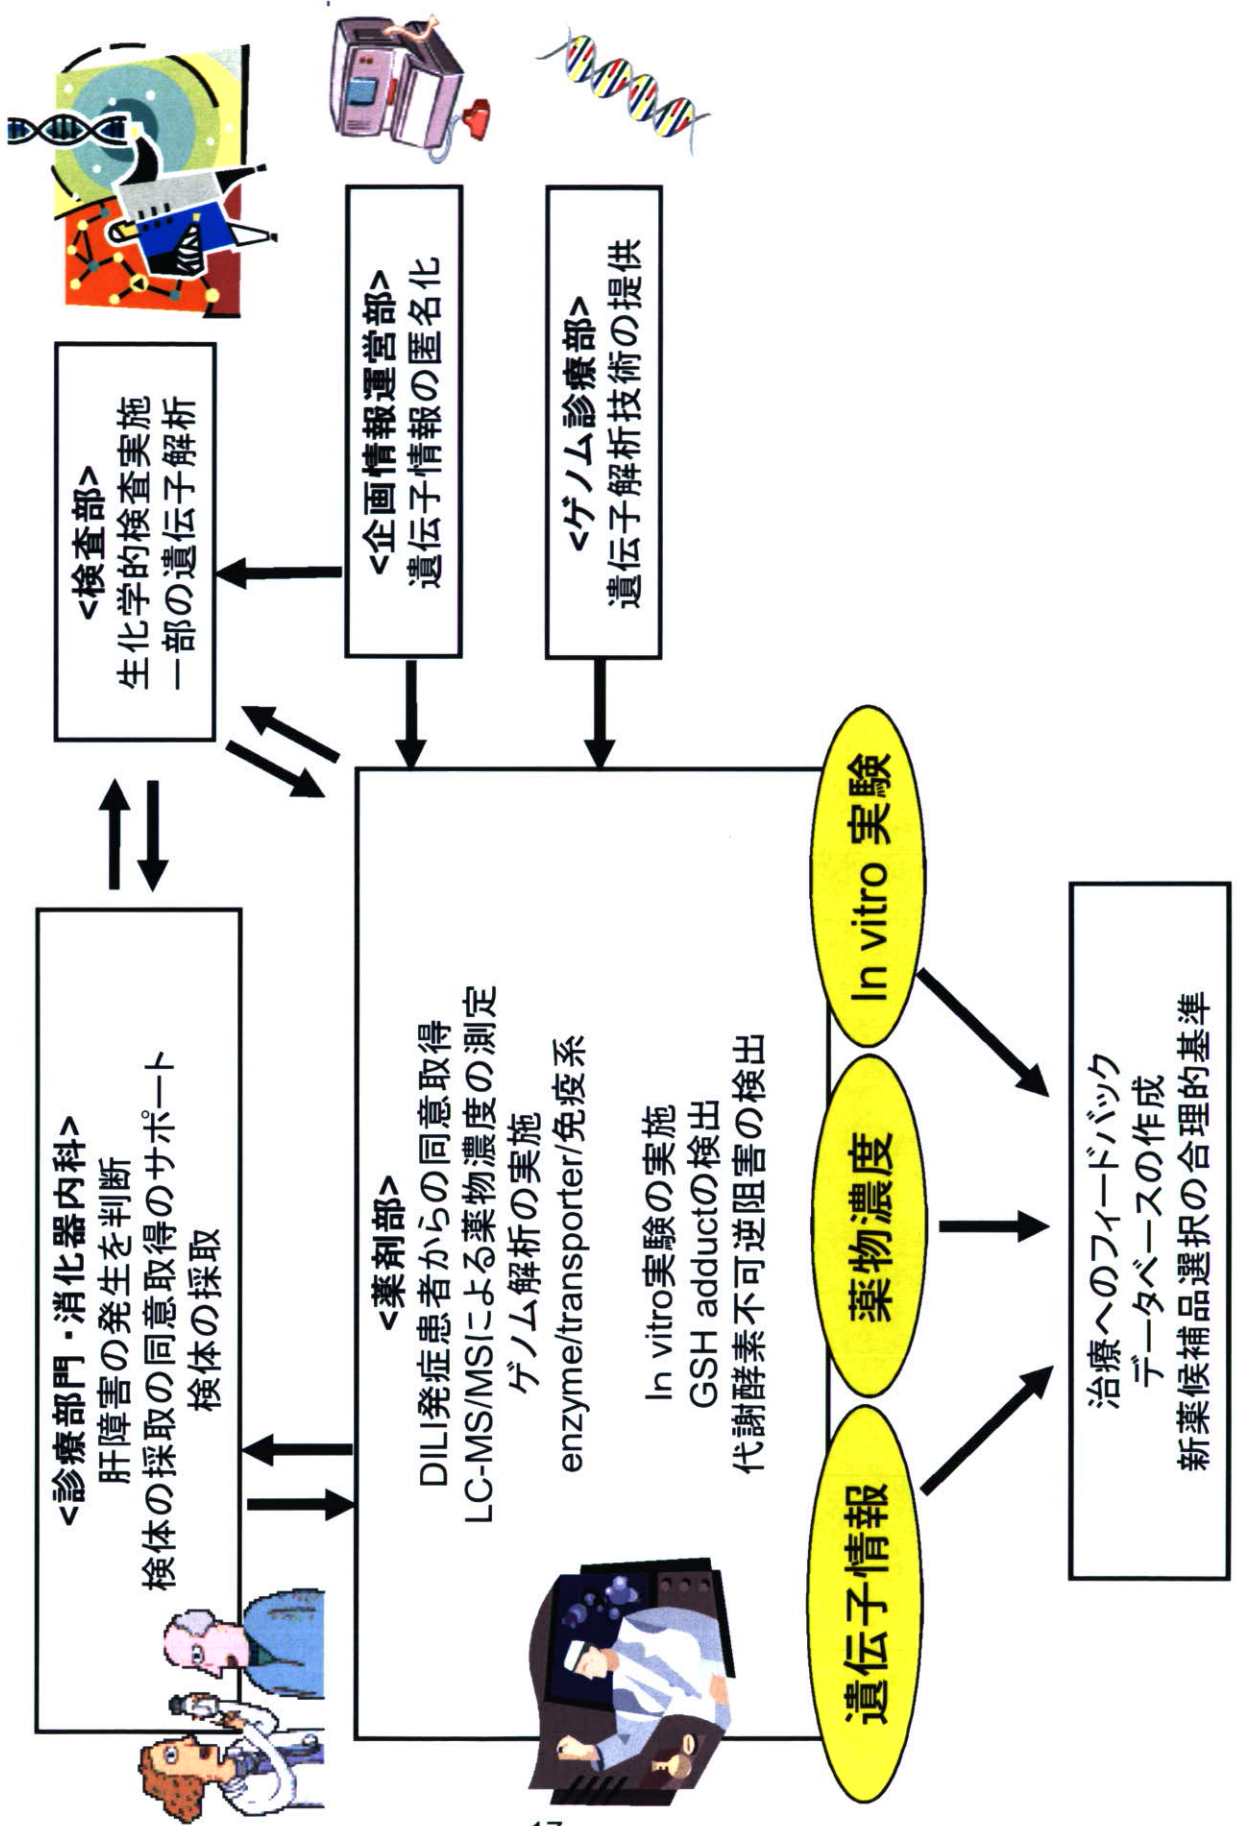 <診療部門・消化器内科>
肝障害の発生を判断
検体の採取の同意取得のサポート
検体の採取
<検査部>
生化学的検査実施
一部の遺伝子解析
<薬剤部>
DILI発症患者からの同意取得
LC-MS/MSによる薬物濃度の測定
ゲノム解析の実施
enzyme/transporter/免疫系
In vitro実験の実施
GSH adductの検出
代謝酵素不可逆阻害の検出
<企画情報運営部>
遺伝子情報の匿名化
<ゲノム診療部>
遺伝子解析技術の提供
遺伝子情報
薬物濃度
In vitro 実験
治療へのフィードバック
データベースの作成
新薬候補品選択の合理的基準